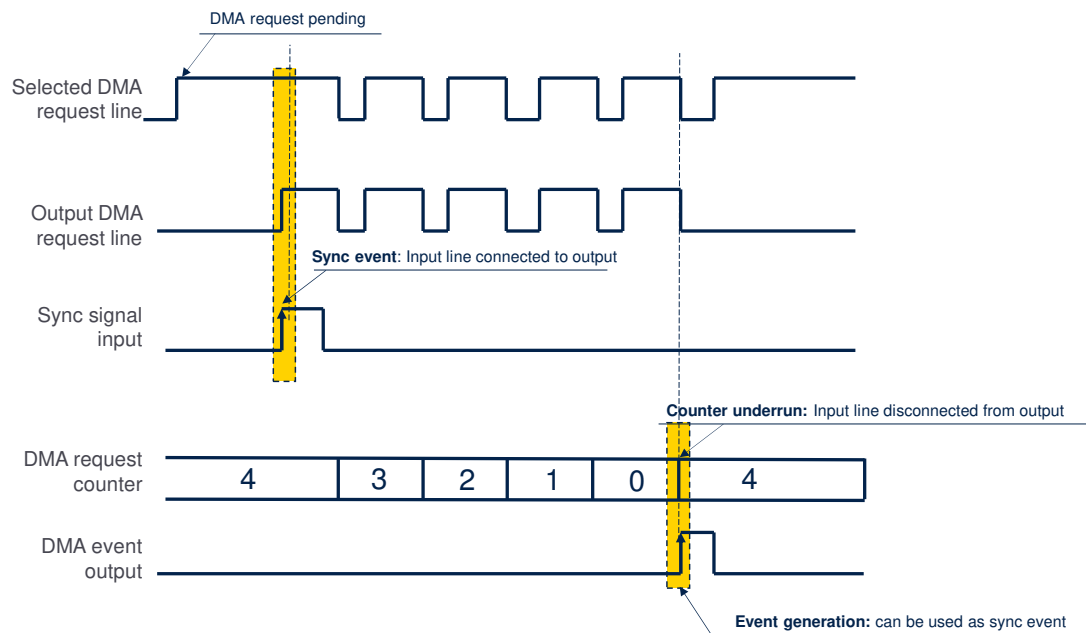 DMA request pending
Selected DMA
request line
Output DMA
request line
Sync event: Input line connected to output
Sync signal
input
Counter underrun: Input line disconnected from output
DMA request
counter
4 3 2 1 0 4
DMA event
output
Event generation: can be used as sync event